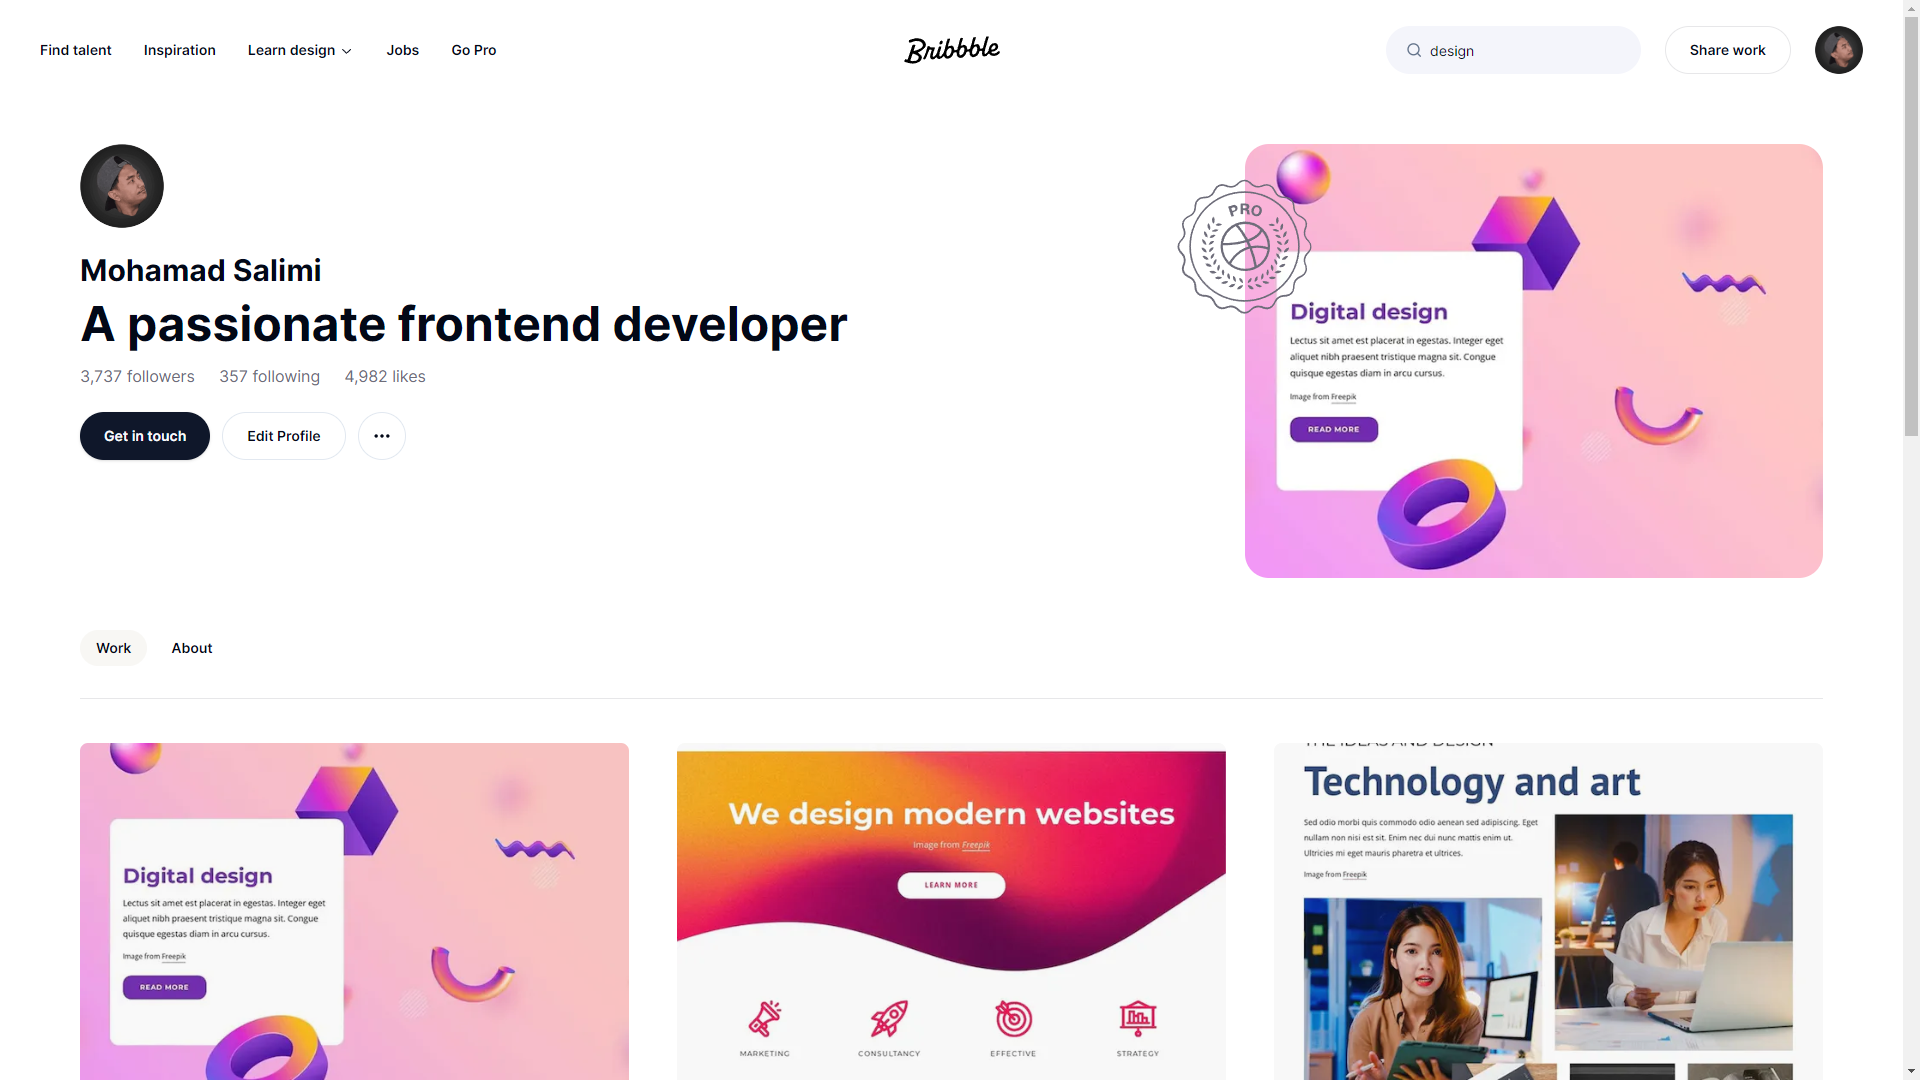 Find talent
Inspiration
Learn design
Jobs
Go Pro
Bribbble
design
Share work
Mohamad Salimi
A passionate frontend developer
3,737 followers
357 following
4,982 likes
Get in touch
Edit Profile
PRO
Digital design
Lectus sit amet est placerat in egestas. Integer eget
aliquet nibh praesent tristique magna sit. Congue
quisque egestas diam in arcu cursus.
Image from Freepik
READ MORE
Work
About
Digital design
Lectus sit amet est placerat in egestas. Integer eget
aliquet nibh praesent tristique magna sit. Congue
quisque egestas diam in arcu cursus.
Image from Freepik
READ MORE
We design modern websites
Image from Freepik
LEARN MORE
MARKETING
CONSULTANCY
EFFECTIVE
STRATEGY
THE IDEAS AND DESIGN
Technology and art
Sed odio morbi quis commodo odio aenean sed adipiscing. Eget
nullam non nisi est sit. Enim nec dui nunc mattis enim ut.
Ultricies mi eget mauris pharetra et ultrices.
Image from Freepik